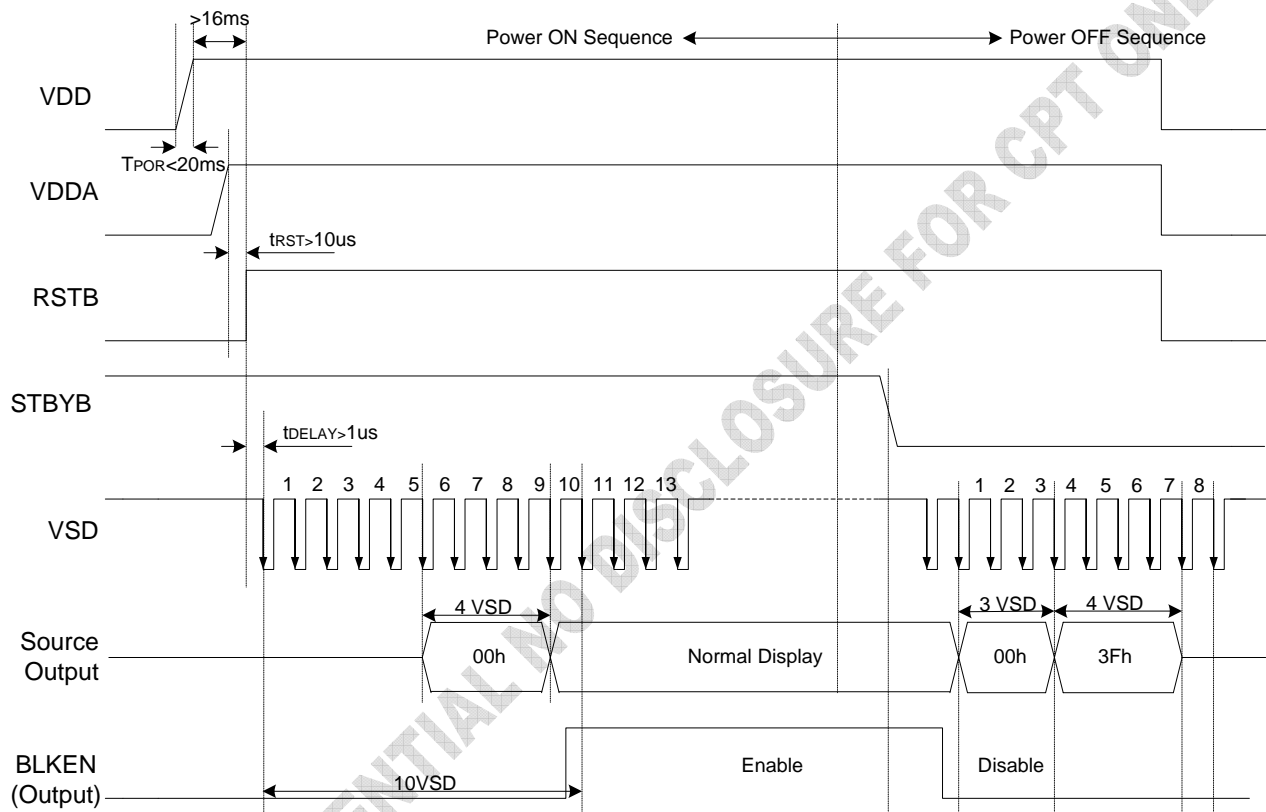 >16ms
Power ON Sequence
Power OFF Sequence
VDD
TPOR<20ms
VDDA
tRST>10us
RSTB
STBYB
tDELAY>1us
1 2 3 4 5 6 7 8 9 10 11 12 13
1 2 3 4 5 6 7 8
VSD
4 VSD
3 VSD
4 VSD
Source
Output
00h
Normal Display
00h
3Fh
BLKEN
(Output)
10VSD
Enable
Disable
NO DISCLOSURE FOR CPT